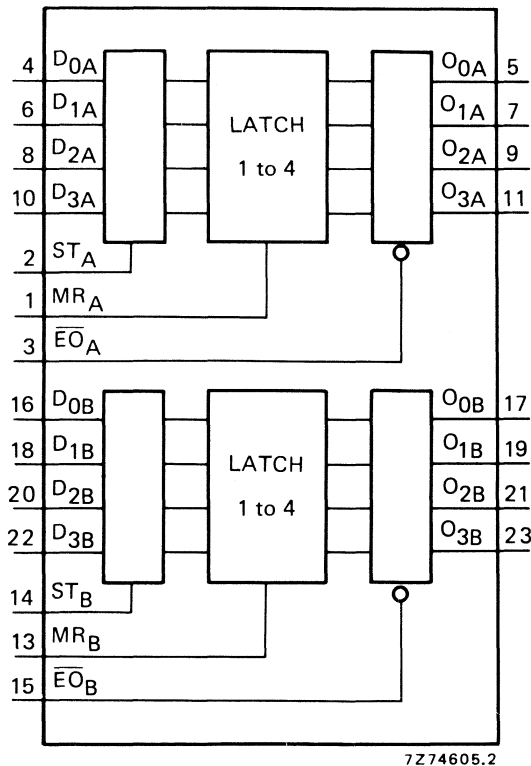 4 D0A O0A 5
6 D1A O1A 7
LATCH
8 D2A O2A 9
1 to 4
10 D3A O3A 11
2 STA
1 MRA
3 E̅O̅A
16 D0B O0B 17
18 D1B O1B 19
LATCH
20 D2B O2B 21
1 to 4
22 D3B O3B 23
14 STB
13 MRB
15 E̅O̅B
7Z74605.2